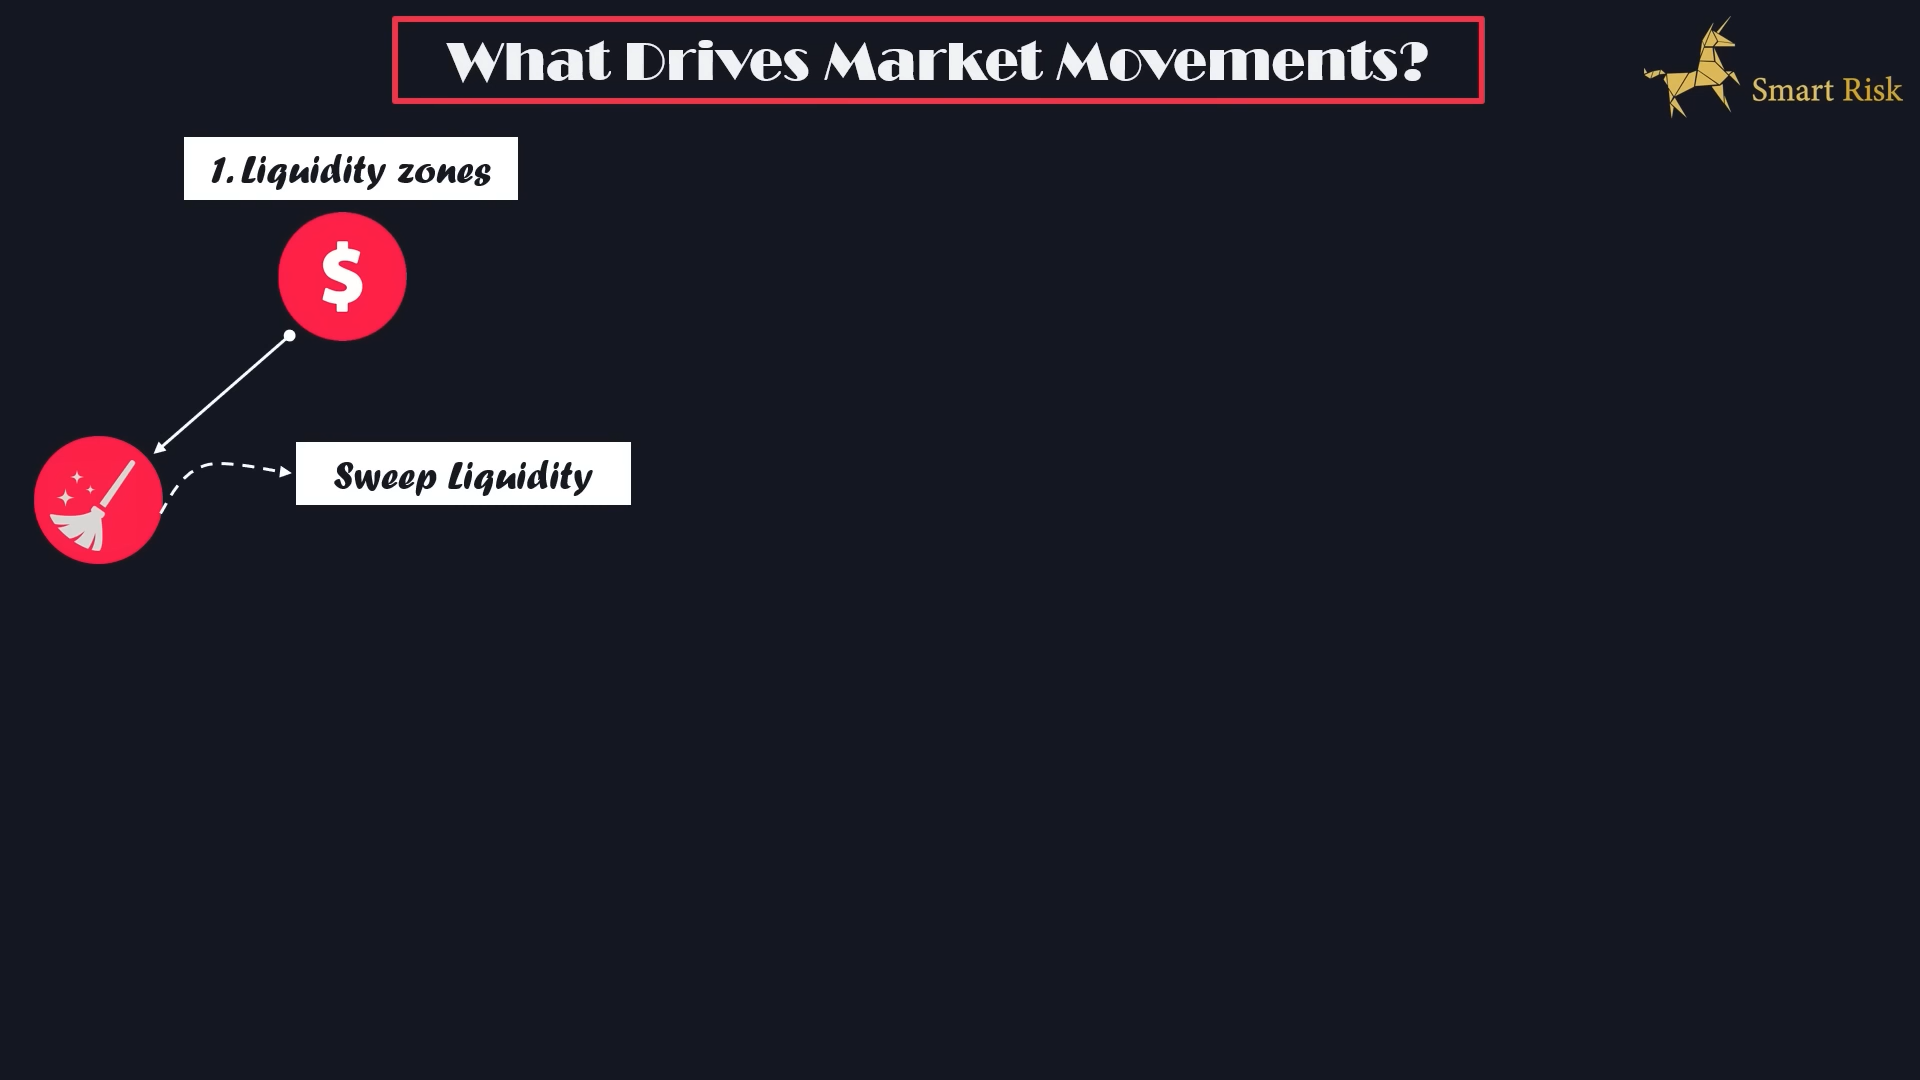 What Drives Market Movements?
Smart Risk
1. Liquidity zones
$
Sweep Liquidity